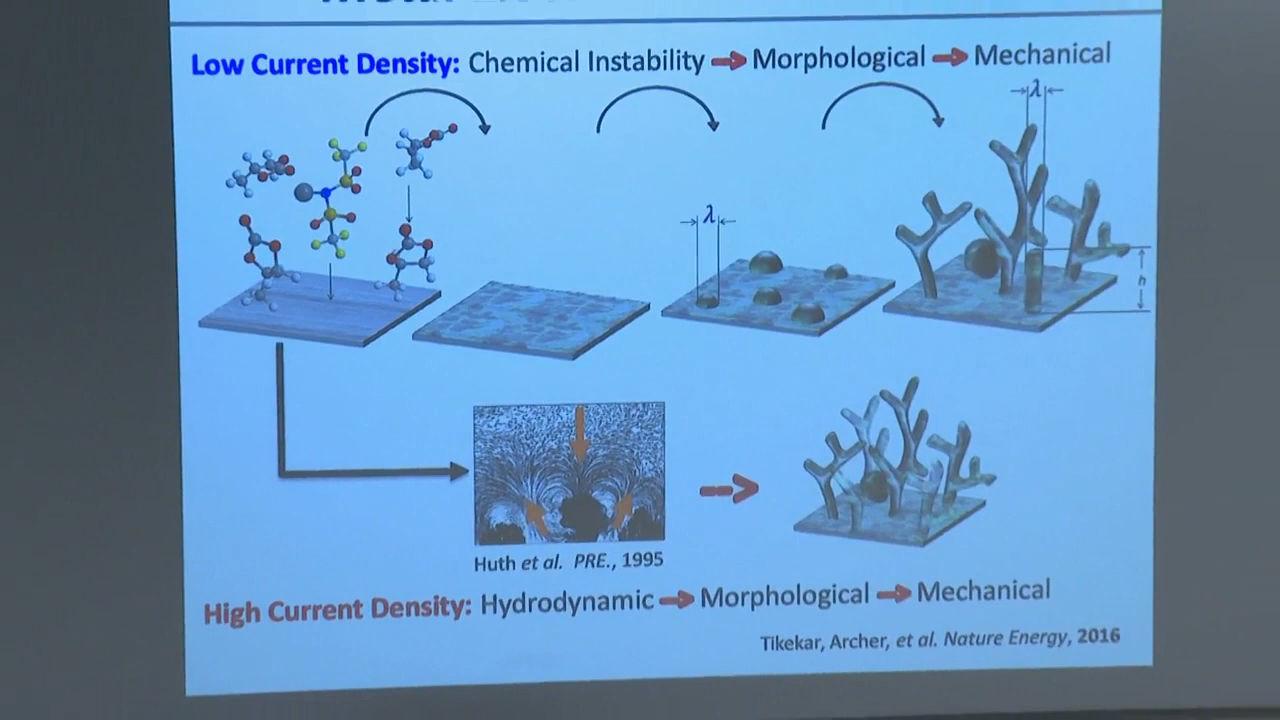 Low Current Density: Chemical Instability Morphological Mechanical
λ
λ
h
Huth et al. PRE., 1995
High Current Density: Hydrodynamic Morphological Mechanical
Tikekar, Archer, et al. Nature Energy, 2016